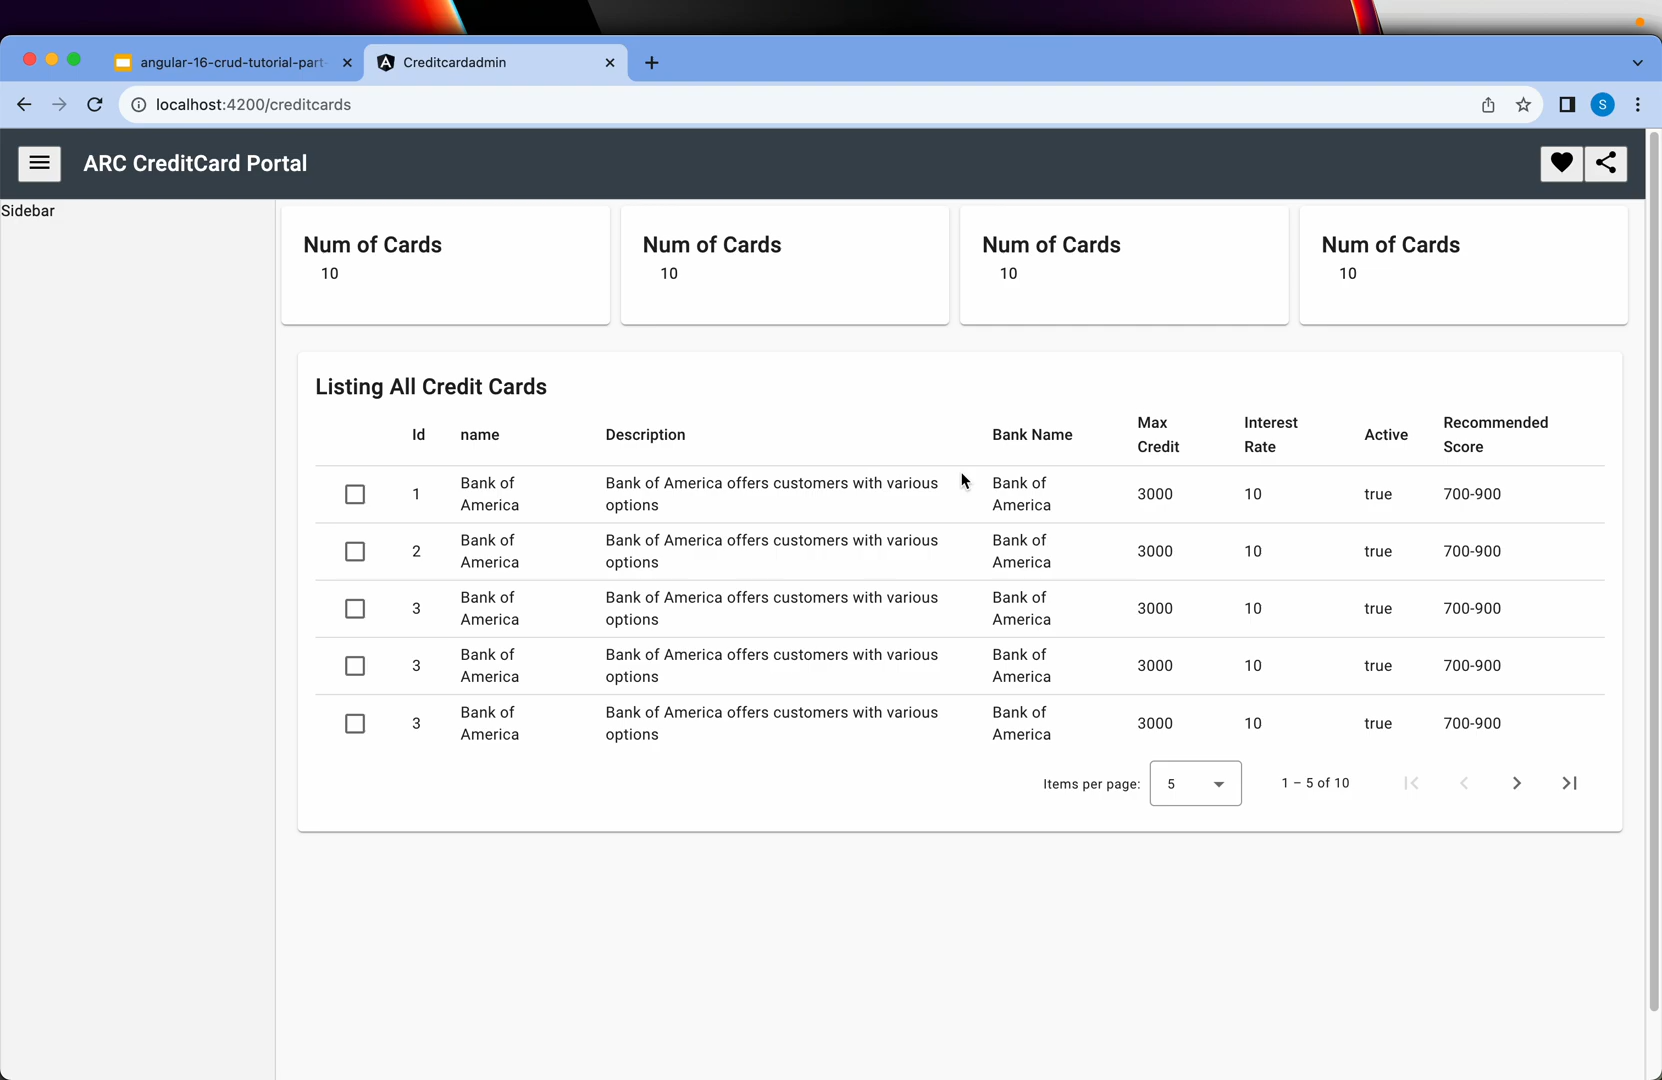 angular-16-crud-tutorial-part-
Creditcardadmin
localhost:4200/creditcards
S
ARC CreditCard Portal
Sidebar
Num of Cards
10
Num of Cards
10
Num of Cards
10
Num of Cards
10
Listing All Credit Cards
Id name Description Bank Name Max Credit Interest Rate Active Recommended Score
1 Bank of America Bank of America offers customers with various options Bank of America 3000 10 true 700-900
2 Bank of America Bank of America offers customers with various options Bank of America 3000 10 true 700-900
3 Bank of America Bank of America offers customers with various options Bank of America 3000 10 true 700-900
3 Bank of America Bank of America offers customers with various options Bank of America 3000 10 true 700-900
3 Bank of America Bank of America offers customers with various options Bank of America 3000 10 true 700-900
Items per page: 5 1 – 5 of 10